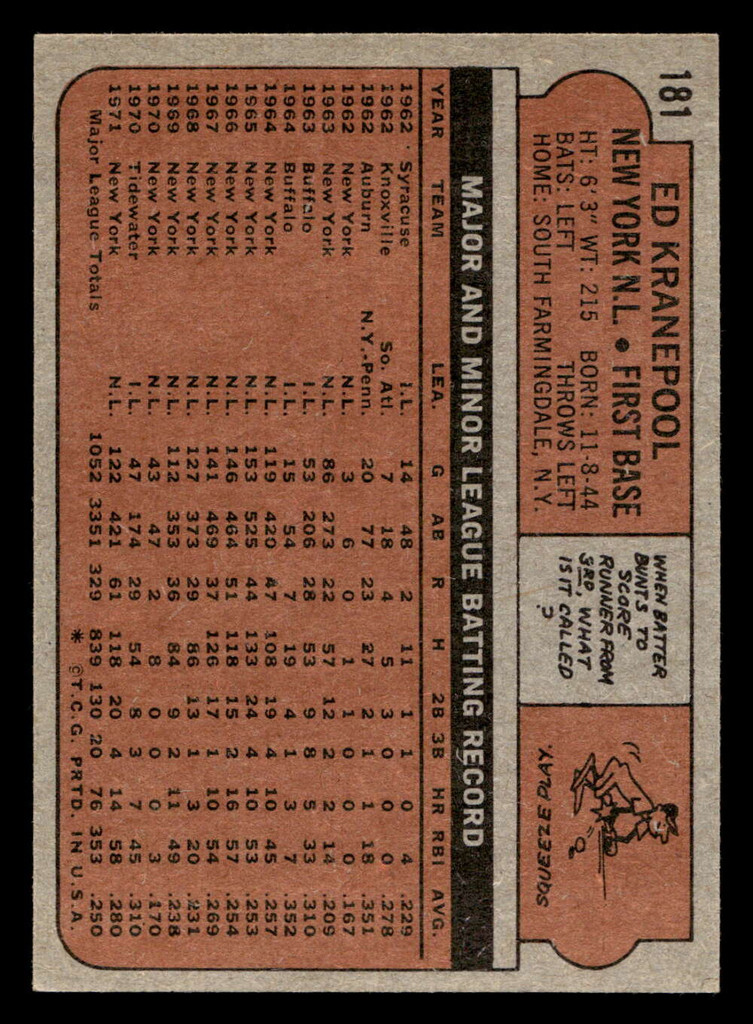 181
ED KRANEPOOL
NEW YORK N.L. • FIRST BASE
HT: 6'3" WT: 215 BORN: 11-8-44
BATS: LEFT THROWS LEFT
HOME: SOUTH FARMINGDALE, N.Y.
WHEN BATTER
BUNTS TO
SCORE
RUNNER FROM
3RD, WHAT
IS IT CALLED
?
SQUEEZE PLAY.
MAJOR AND MINOR LEAGUE BATTING RECORD
YEAR TEAM LEA. G AB R H 2B 3B HR RBI AVG.
1962 Syracuse I.L. 14 48 2 11 1 1 0 4 .229
1962 Knoxville So. Atl. 7 18 4 5 3 0 0 0 .278
1962 Auburn N.Y.-Penn. 20 77 23 27 2 1 1 18 .351
1962 New York N.L. 3 6 0 1 1 0 0 0 .167
1963 New York N.L. 86 273 22 57 12 2 2 14 .209
1963 Buffalo I.L. 53 206 28 53 9 8 5 33 .310
1964 Buffalo I.L. 15 54 7 19 4 1 3 7 .352
1964 New York N.L. 119 420 47 108 19 4 10 45 .257
1965 New York N.L. 153 525 44 133 24 4 10 53 .253
1966 New York N.L. 146 464 51 118 15 2 16 57 .254
1967 New York N.L. 141 469 37 126 17 1 10 54 .269
1968 New York N.L. 127 373 29 86 13 1 3 20 .231
1969 New York N.L. 112 353 36 84 9 2 11 49 .238
1970 New York N.L. 43 47 2 8 0 0 0 3 .170
1970 Tidewater I.L. 47 174 29 54 8 3 7 45 .310
1971 New York N.L. 122 421 61 118 20 4 14 58 .280
Major League Totals 1052 3351 329 839 130 20 76 353 .250
* ©T.C.G. PRTD. IN U.S.A.